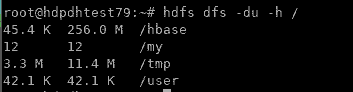 root@hdpdhtest79:~# hdfs dfs -du -h /
45.4 K  256.0 M  /hbase
12  12  /my
3.3 M  11.4 M  /tmp
42.1 K  42.1 K  /user